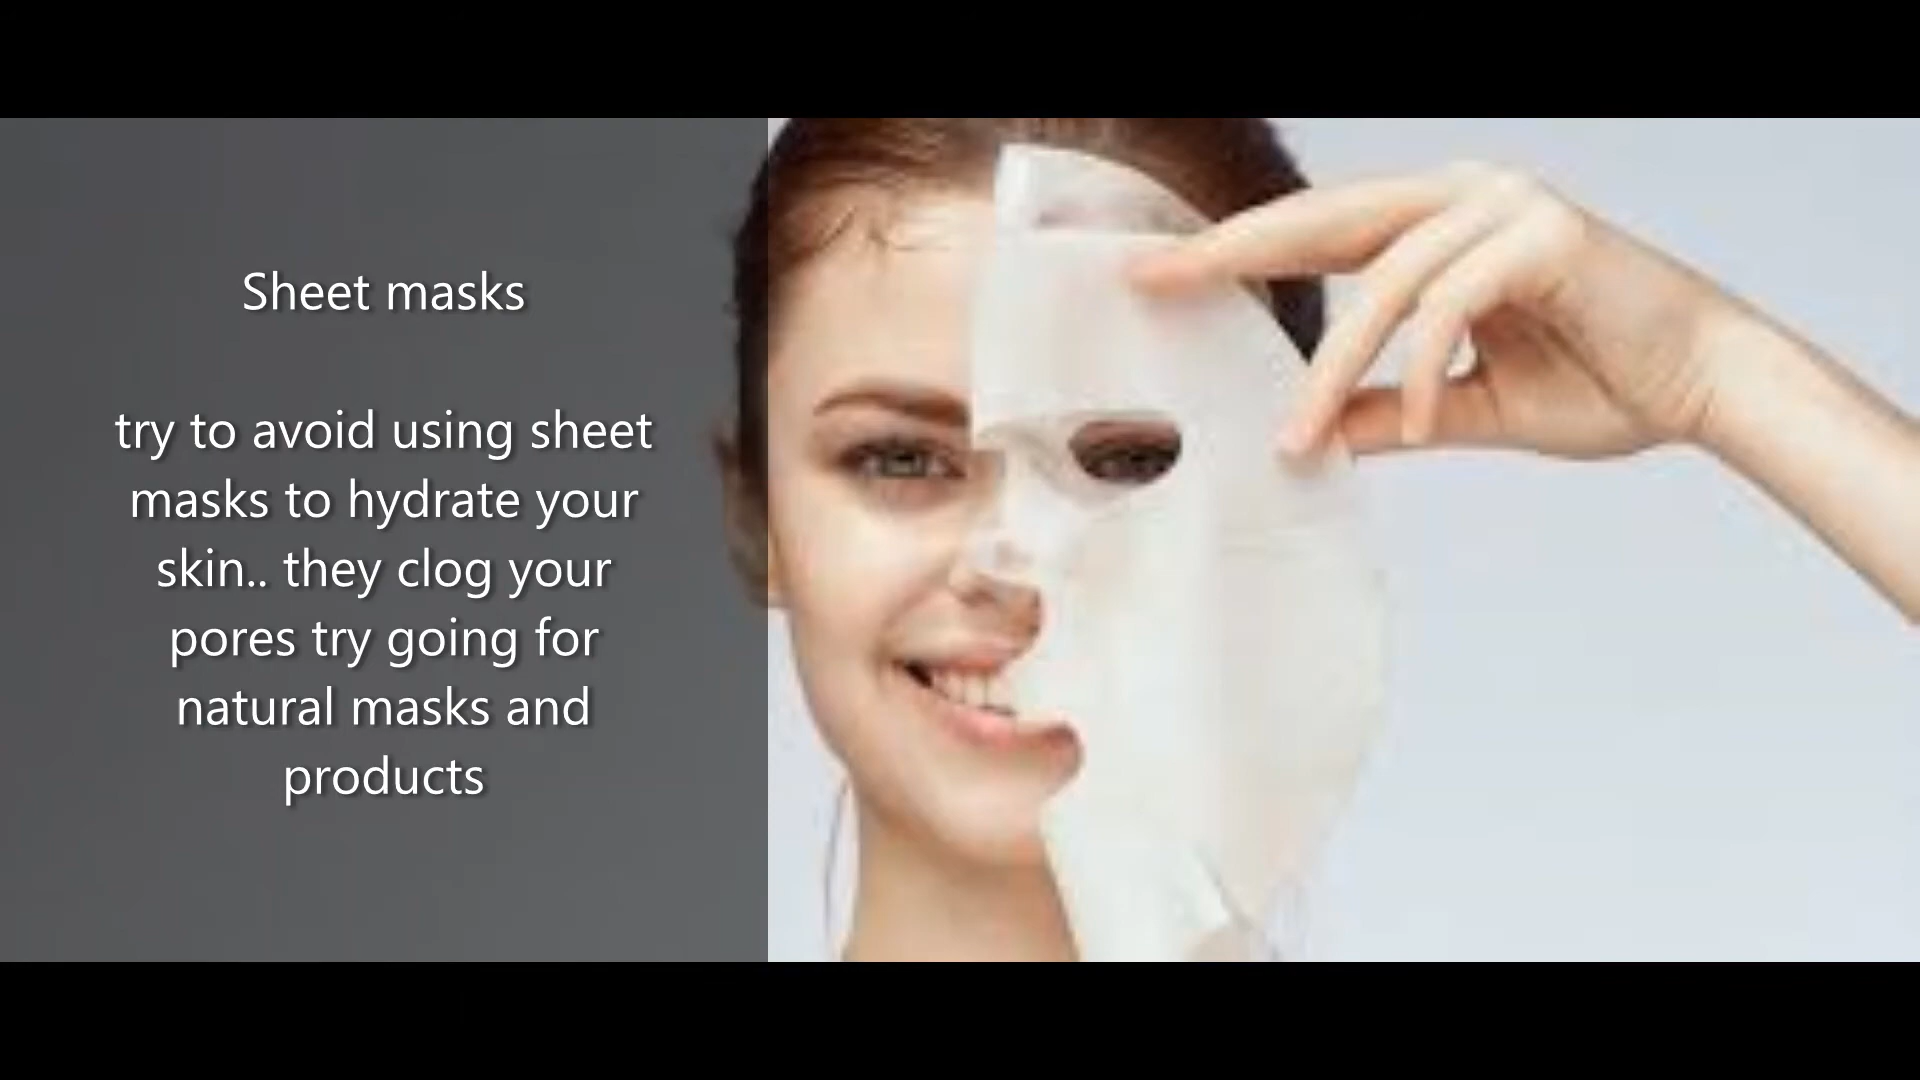 Sheet masks
try to avoid using sheet
masks to hydrate your
skin.. they clog your
pores try going for
natural masks and
products